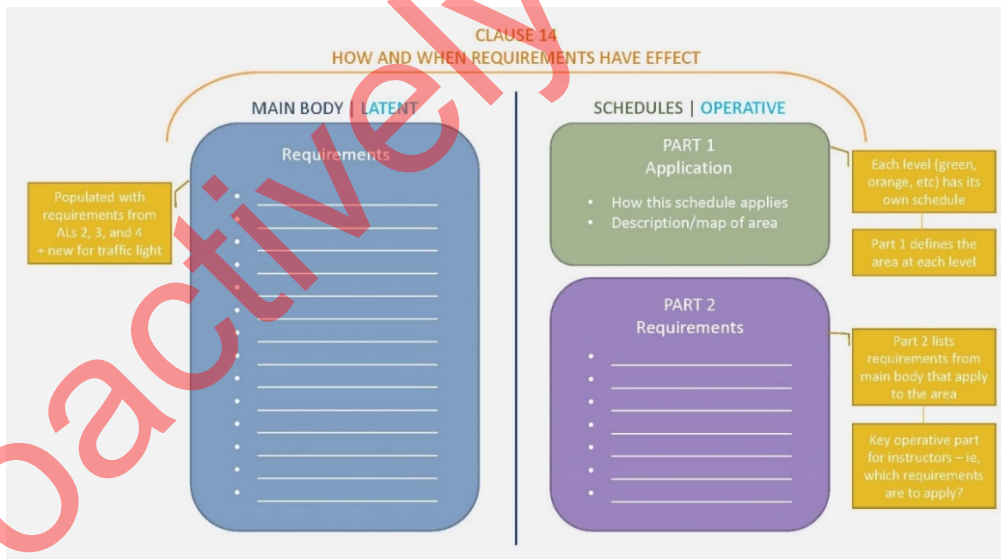 CLAUSE 14
HOW AND WHEN REQUIREMENTS HAVE EFFECT
MAIN BODY | LATENT
Requirements
Populated with
requirements from
ALs 2, 3, and 4
+ new for traffic light
SCHEDULES | OPERATIVE
PART 1
Application
• How this schedule applies
• Description/map of area
Each level (green,
orange, etc) has its
own schedule
Part 1 defines the
area at each level
PART 2
Requirements
Part 2 lists
requirements from
main body that apply
to the area
Key operative part
for instructors – ie,
which requirements
are to apply?
oactively